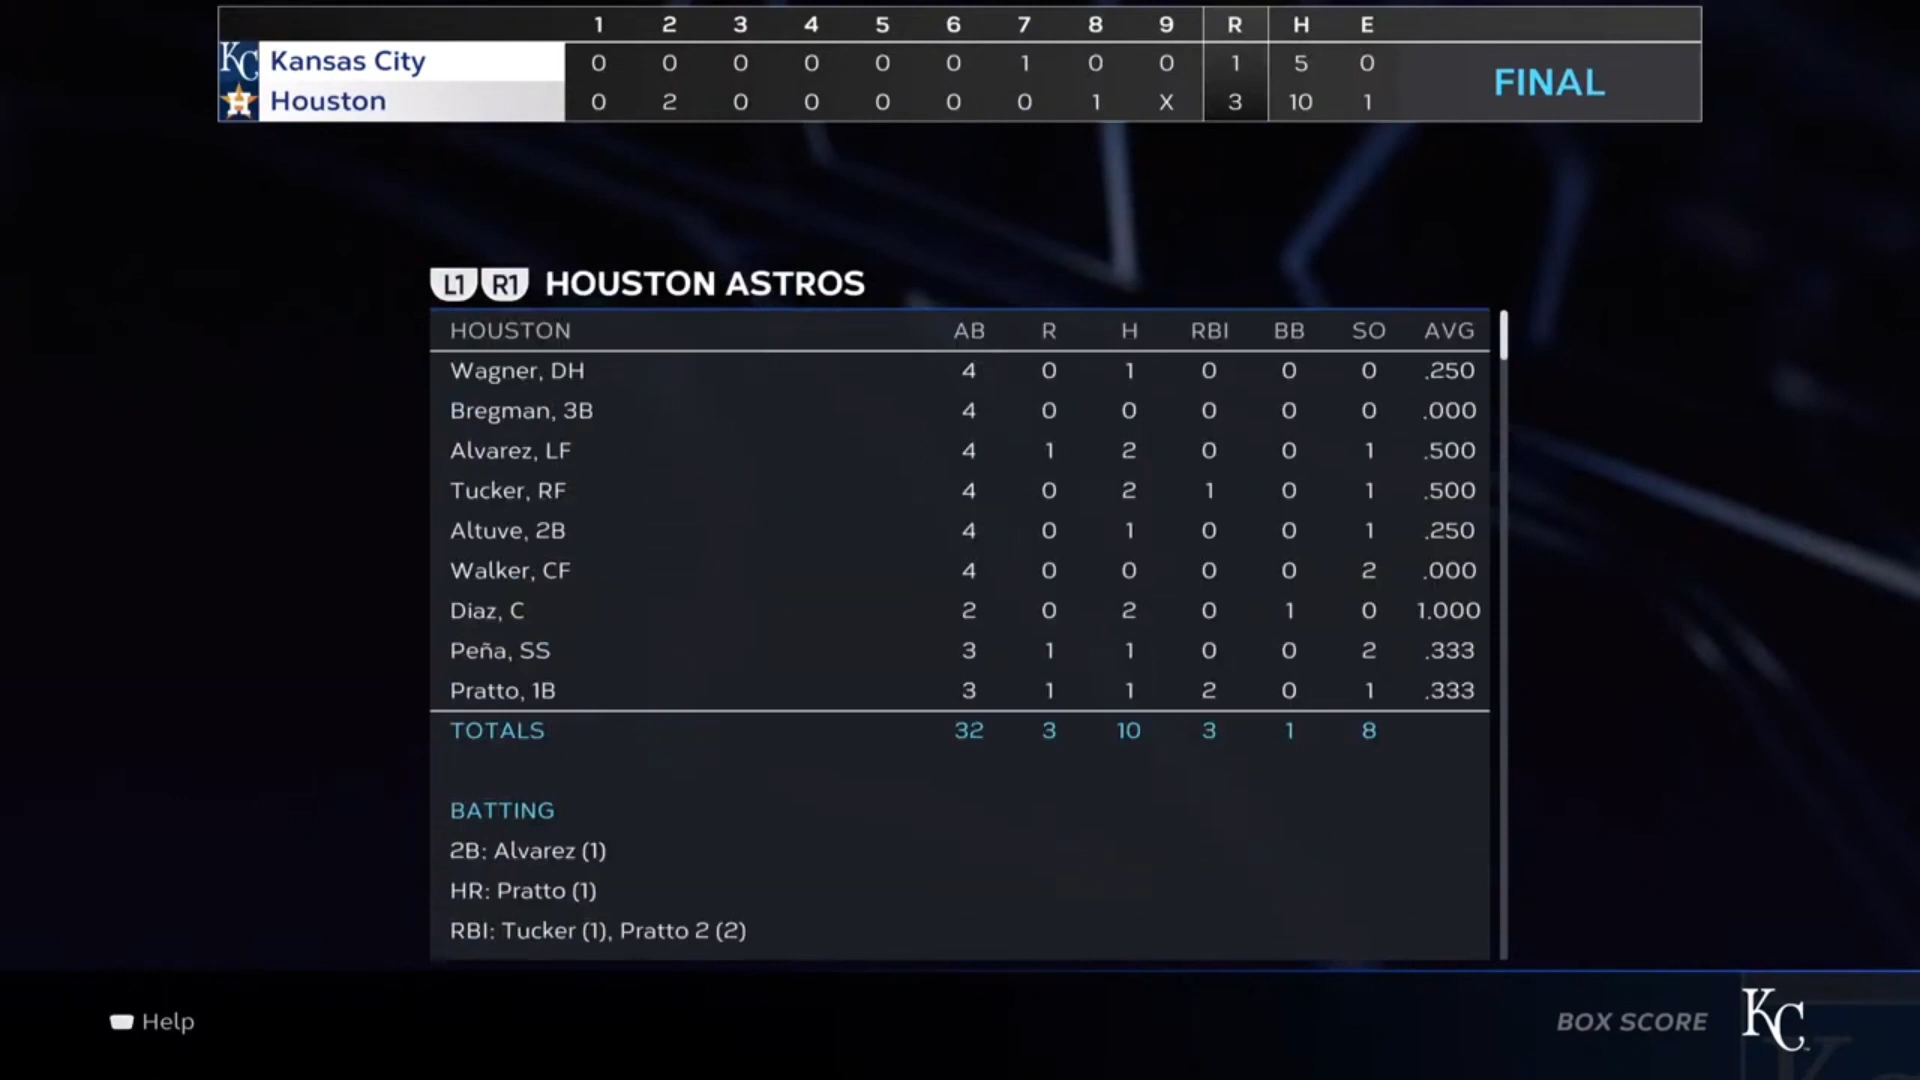 1 2 3 4 5 6 7 8 9 R H E
KC Kansas City 0 0 0 0 0 0 1 0 0 1 5 0
H Houston 0 2 0 0 0 0 0 1 X 3 10 1
FINAL
L1 R1 HOUSTON ASTROS
HOUSTON AB R H RBI BB SO AVG
Wagner, DH 4 0 1 0 0 0 .250
Bregman, 3B 4 0 0 0 0 0 .000
Alvarez, LF 4 1 2 0 0 1 .500
Tucker, RF 4 0 2 1 0 1 .500
Altuve, 2B 4 0 1 0 0 1 .250
Walker, CF 4 0 0 0 0 2 .000
Diaz, C 2 0 2 0 1 0 1.000
Peña, SS 3 1 1 0 0 2 .333
Pratto, 1B 3 1 1 2 0 1 .333
TOTALS 32 3 10 3 1 8
BATTING
2B: Alvarez (1)
HR: Pratto (1)
RBI: Tucker (1), Pratto 2 (2)
Help
BOX SCORE KC